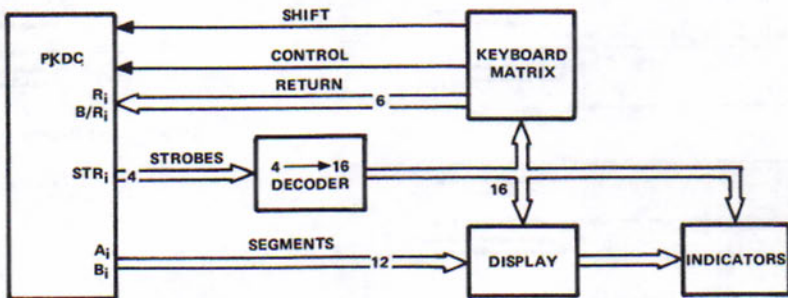 SHIFT
PKDC
KEYBOARD
MATRIX
CONTROL
RETURN
Ri
6
B/Ri
STROBES
STRi
4
4 → 16
DECODER
16
SEGMENTS
Ai
12
Bi
DISPLAY
INDICATORS